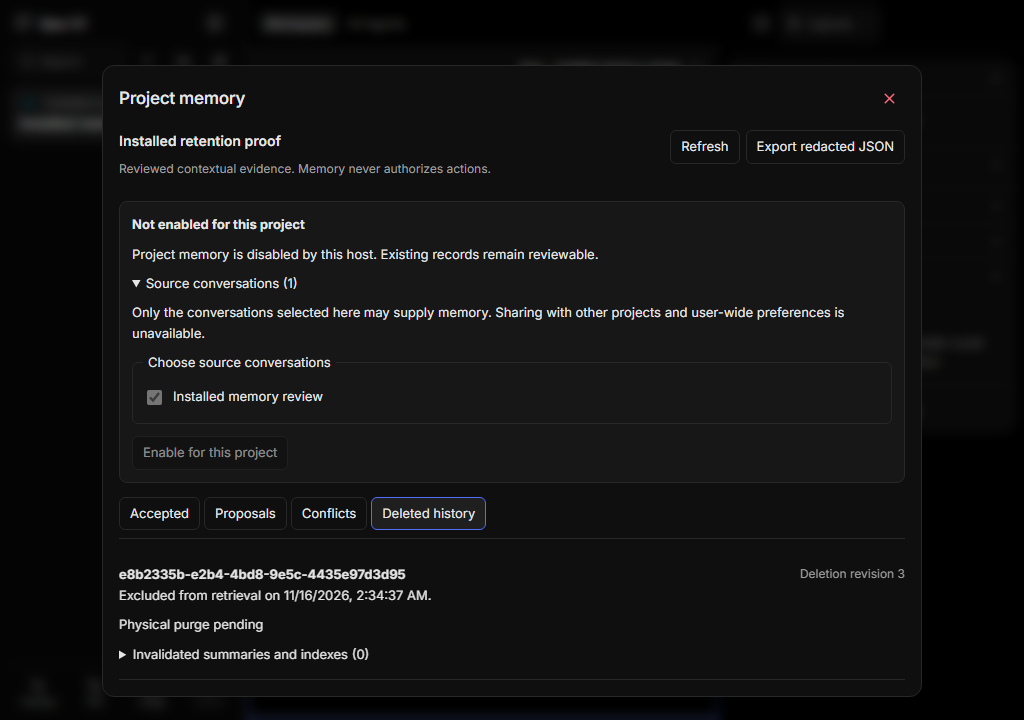 Project memory
Installed retention proof
Refresh
Export redacted JSON
Reviewed contextual evidence. Memory never authorizes actions.
Not enabled for this project
Project memory is disabled by this host. Existing records remain reviewable.
▼ Source conversations (1)
Only the conversations selected here may supply memory. Sharing with other projects and user-wide preferences is
unavailable.
Choose source conversations
Installed memory review
Enable for this project
Accepted
Proposals
Conflicts
Deleted history
e8b2335b-e2b4-4bd8-9e5c-4435e97d3d95
Deletion revision 3
Excluded from retrieval on 11/16/2026, 2:34:37 AM.
Physical purge pending
▶ Invalidated summaries and indexes (0)